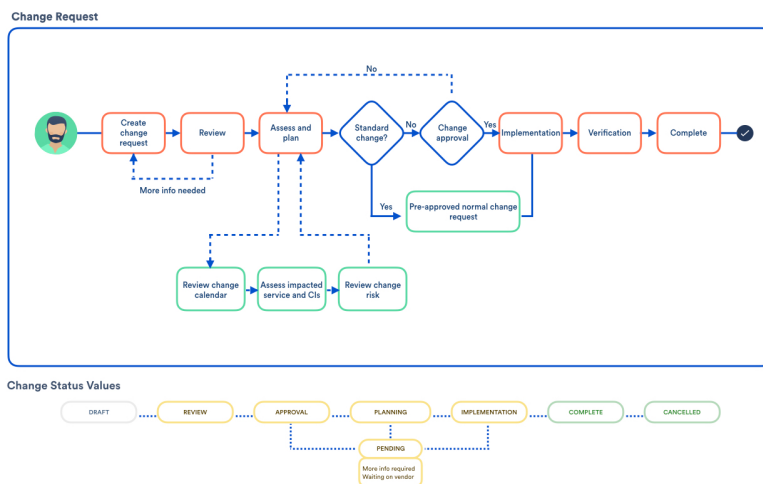 Change Request
No
Create
change
request
Review
Assess and
plan
Standard
change?
No
Change
approval
Yes
Implementation
Verification
Complete
More info needed
Yes
Pre-approved normal change
request
Review change
calendar
Assess impacted
service and CIs
Review change
risk
Change Status Values
DRAFT
REVIEW
APPROVAL
PLANNING
IMPLEMENTATION
COMPLETE
CANCELLED
PENDING
More info required
Waiting on vendor